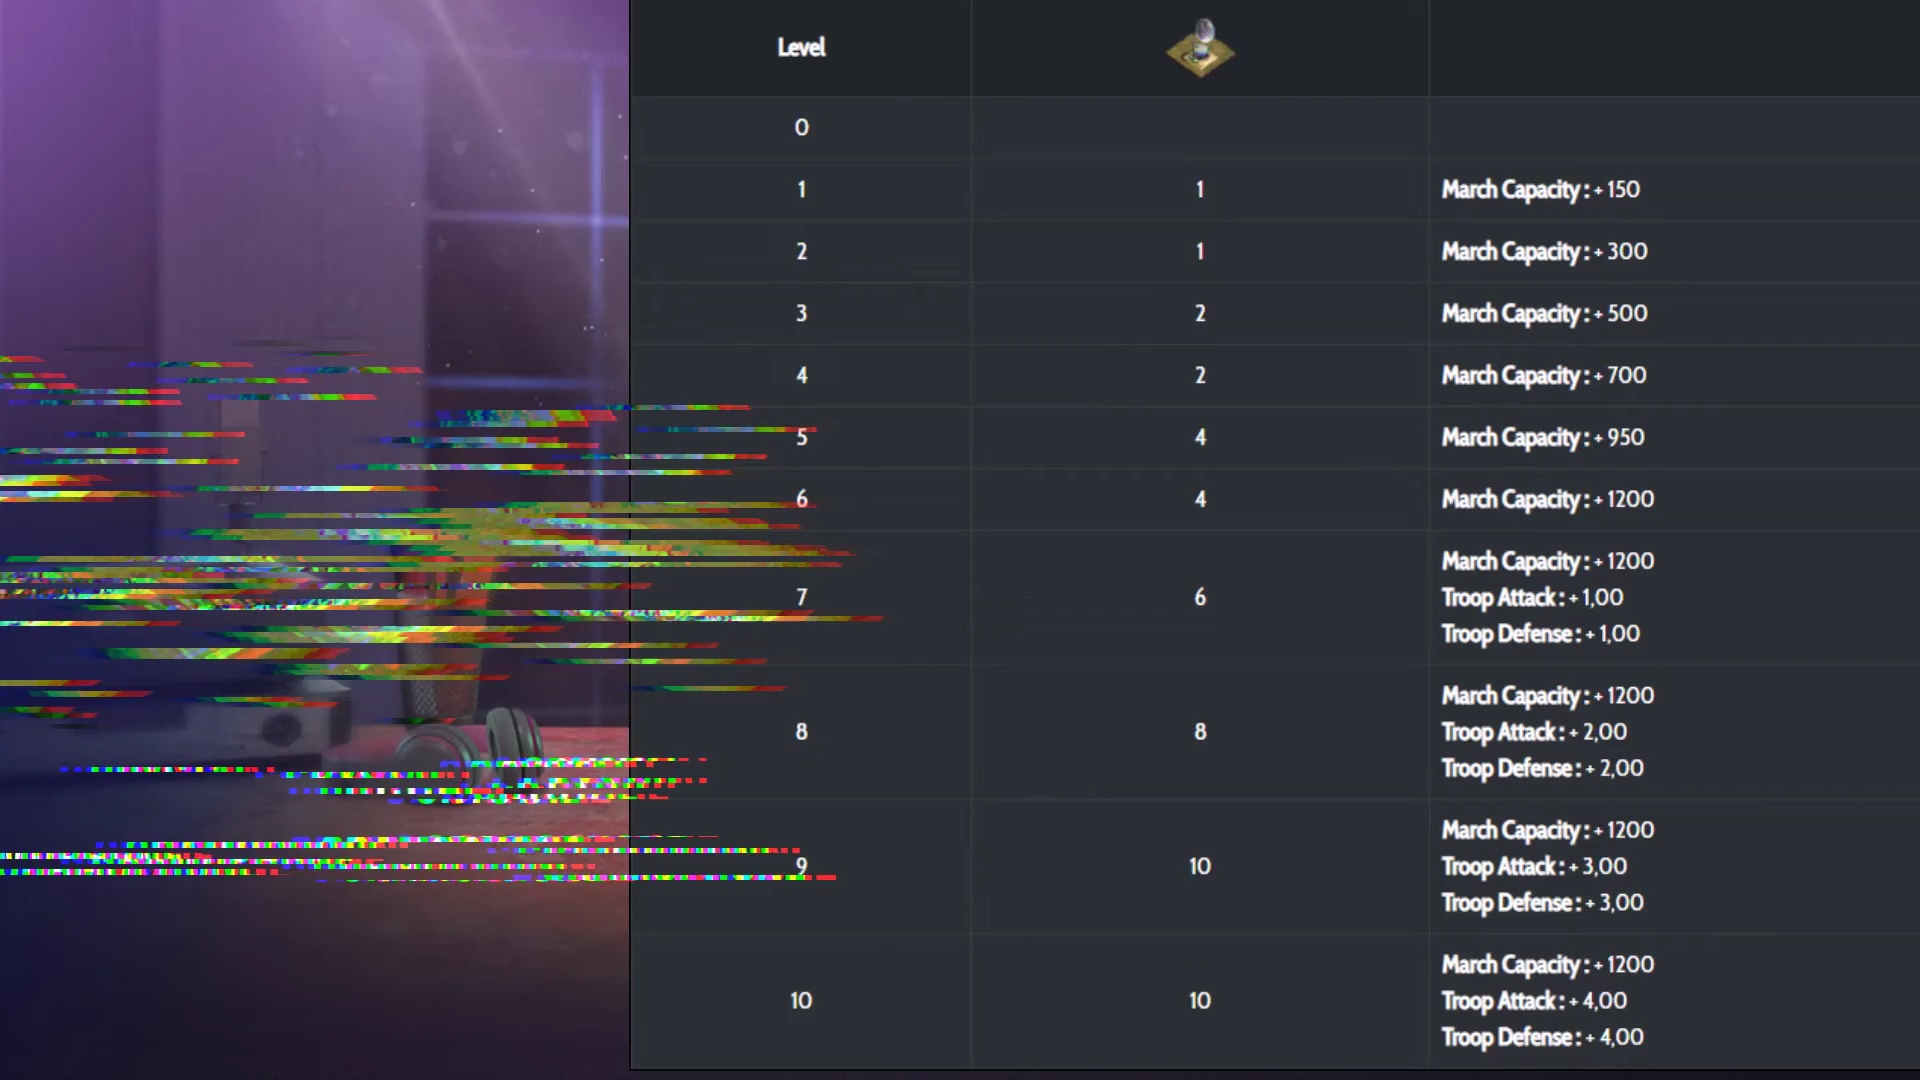 Level
0
1 1 March Capacity : + 150
2 1 March Capacity : + 300
3 2 March Capacity : + 500
4 2 March Capacity : + 700
5 4 March Capacity : + 950
6 4 March Capacity : + 1200
March Capacity : + 1200
7 6 Troop Attack : + 1,00
Troop Defense : + 1,00
March Capacity : + 1200
8 8 Troop Attack : + 2,00
Troop Defense : + 2,00
March Capacity : + 1200
9 10 Troop Attack : + 3,00
Troop Defense : + 3,00
March Capacity : + 1200
10 10 Troop Attack : + 4,00
Troop Defense : + 4,00